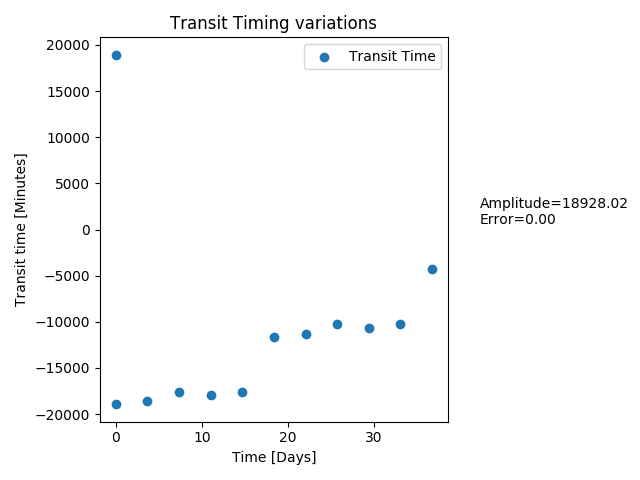 Transit Timing variations
Transit Time
20000
15000
10000
5000
0
−5000
−10000
−15000
−20000
Transit time [Minutes]
Amplitude=18928.02
Error=0.00
0 10 20 30
Time [Days]